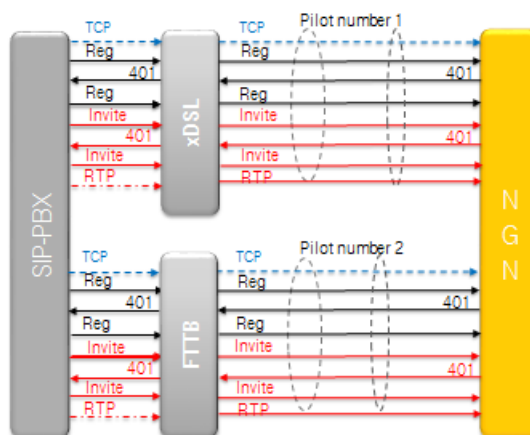 Pilot number 1
TCP TCP
Reg Reg
401 401
Reg Reg
Invite Invite
401 401
Invite Invite
RTP RTP
SIP-PBX
xDSL
NGN
Pilot number 2
TCP TCP
Reg Reg
401 401
Reg Reg
Invite Invite
401 401
Invite Invite
RTP RTP
FTTB